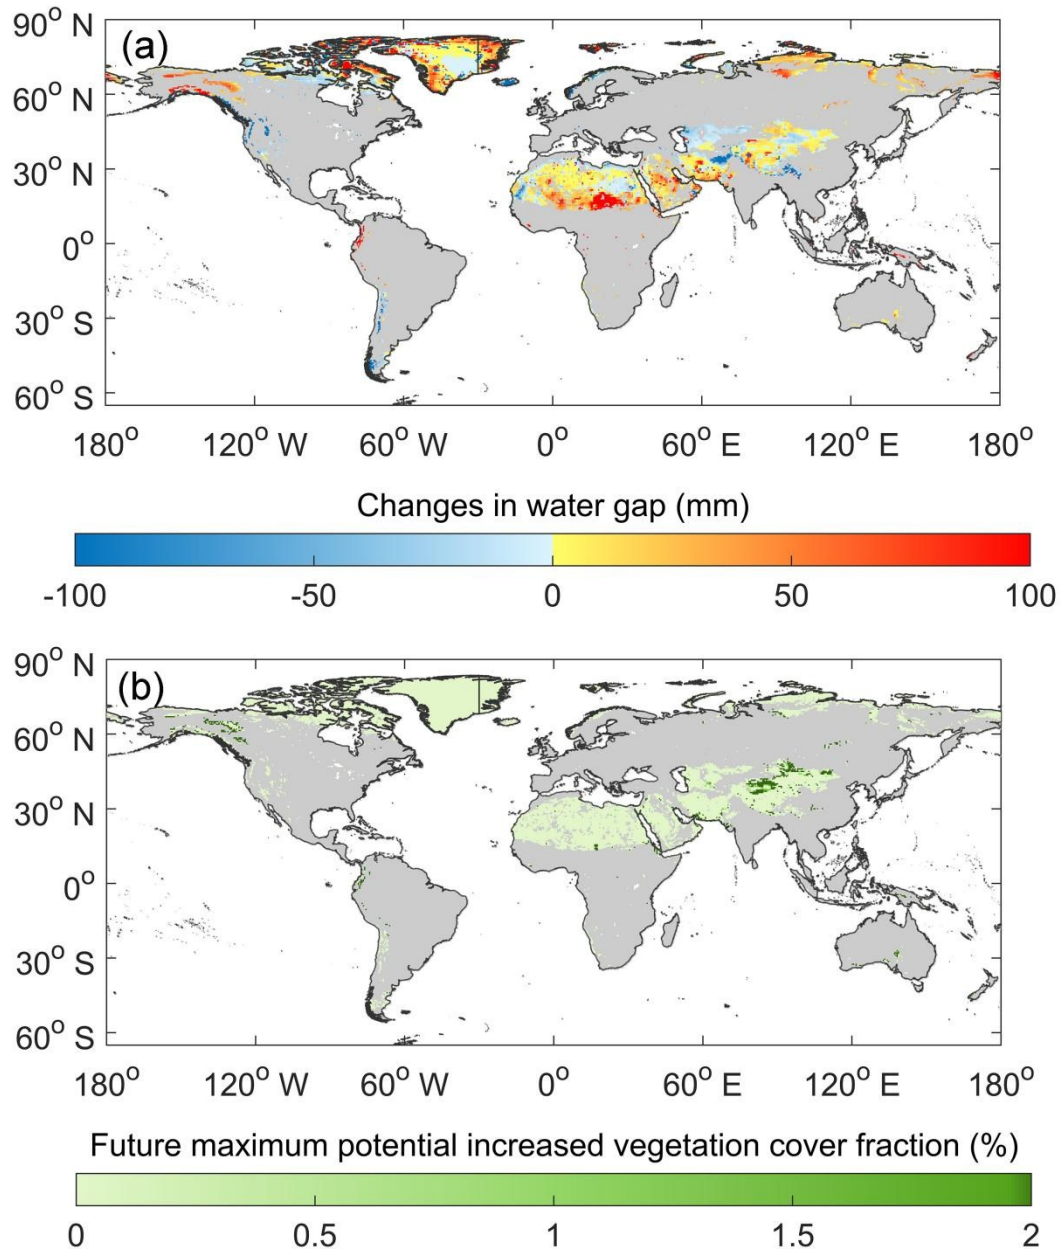 90° N
(a)
60° N
30° N
0°
30° S
60° S
180° 120° W 60° W 0° 60° E 120° E 180°
Changes in water gap (mm)
-100 -50 0 50 100
90° N
(b)
60° N
30° N
0°
30° S
60° S
180° 120° W 60° W 0° 60° E 120° E 180°
Future maximum potential increased vegetation cover fraction (%)
0 0.5 1 1.5 2